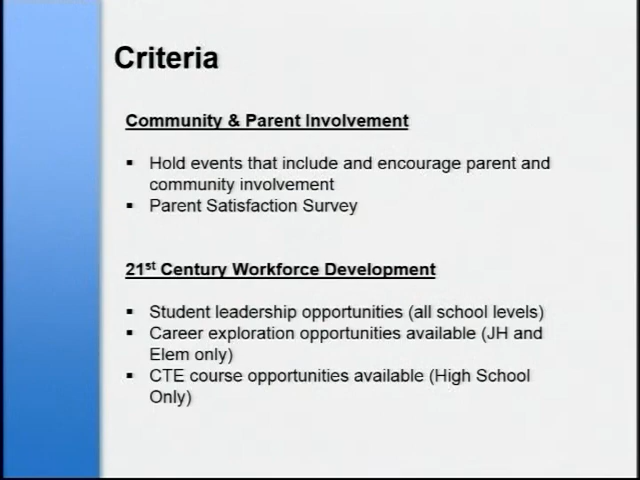 Criteria
Community & Parent Involvement
▪ Hold events that include and encourage parent and
community involvement
▪ Parent Satisfaction Survey
21st Century Workforce Development
▪ Student leadership opportunities (all school levels)
▪ Career exploration opportunities available (JH and
Elem only)
▪ CTE course opportunities available (High School
Only)